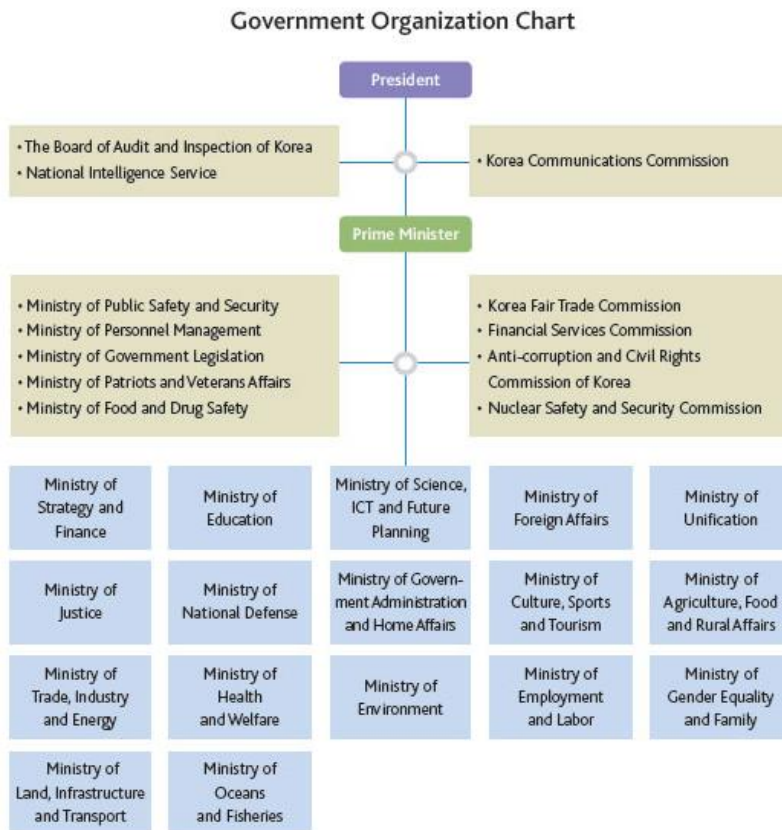 Government Organization Chart
President
• The Board of Audit and Inspection of Korea
• National Intelligence Service
• Korea Communications Commission
Prime Minister
• Ministry of Public Safety and Security
• Ministry of Personnel Management
• Ministry of Government Legislation
• Ministry of Patriots and Veterans Affairs
• Ministry of Food and Drug Safety
• Korea Fair Trade Commission
• Financial Services Commission
• Anti-corruption and Civil Rights
Commission of Korea
• Nuclear Safety and Security Commission
Ministry of
Strategy and
Finance
Ministry of
Education
Ministry of Science,
ICT and Future
Planning
Ministry of
Foreign Affairs
Ministry of
Unification
Ministry of
Justice
Ministry of
National Defense
Ministry of Govern-
ment Administration
and Home Affairs
Ministry of
Culture, Sports
and Tourism
Ministry of
Agriculture, Food
and Rural Affairs
Ministry of
Trade, Industry
and Energy
Ministry of
Health
and Welfare
Ministry of
Environment
Ministry of
Employment
and Labor
Ministry of
Gender Equality
and Family
Ministry of
Land, Infrastructure
and Transport
Ministry of
Oceans
and Fisheries